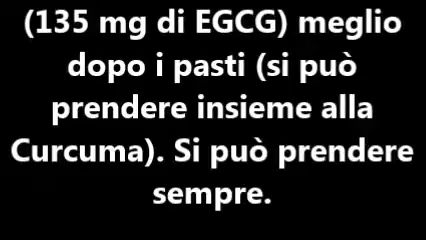 (135 mg di EGCG) meglio
dopo i pasti (si può
prendere insieme alla
Curcuma). Si può prendere
sempre.